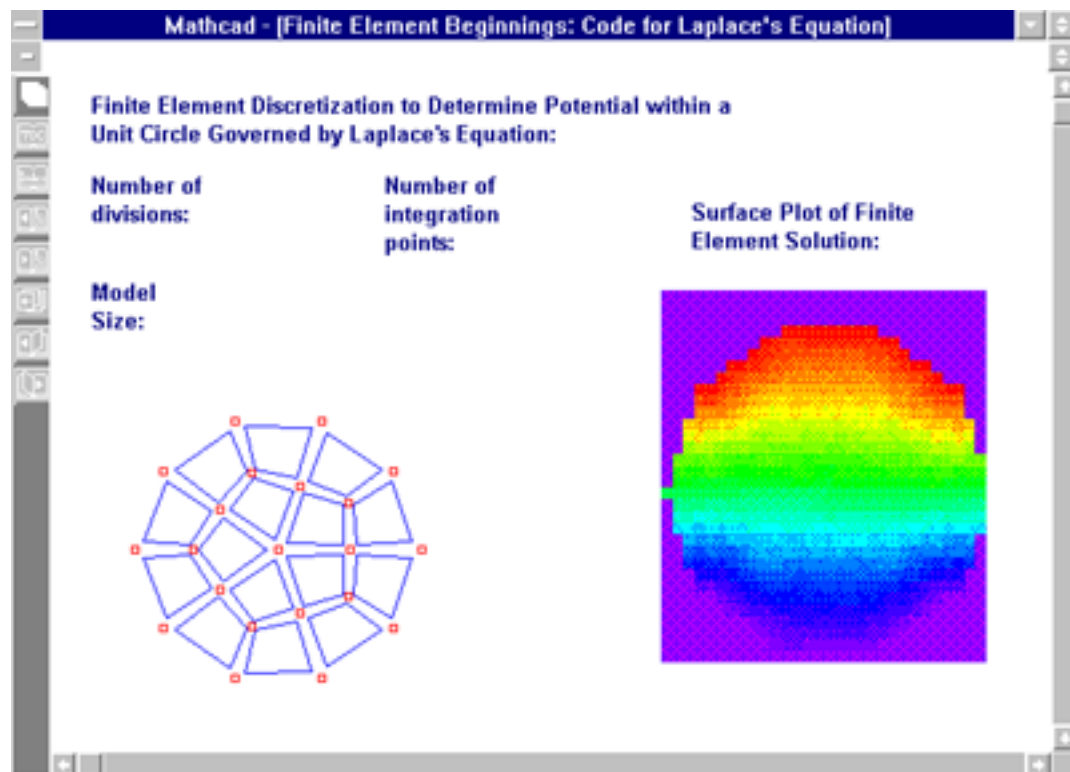 Mathcad - [Finite Element Beginnings: Code for Laplace's Equation]
Finite Element Discretization to Determine Potential within a
Unit Circle Governed by Laplace's Equation:
Number of
divisions:
Number of
integration
points:
Surface Plot of Finite
Element Solution:
Model
Size: